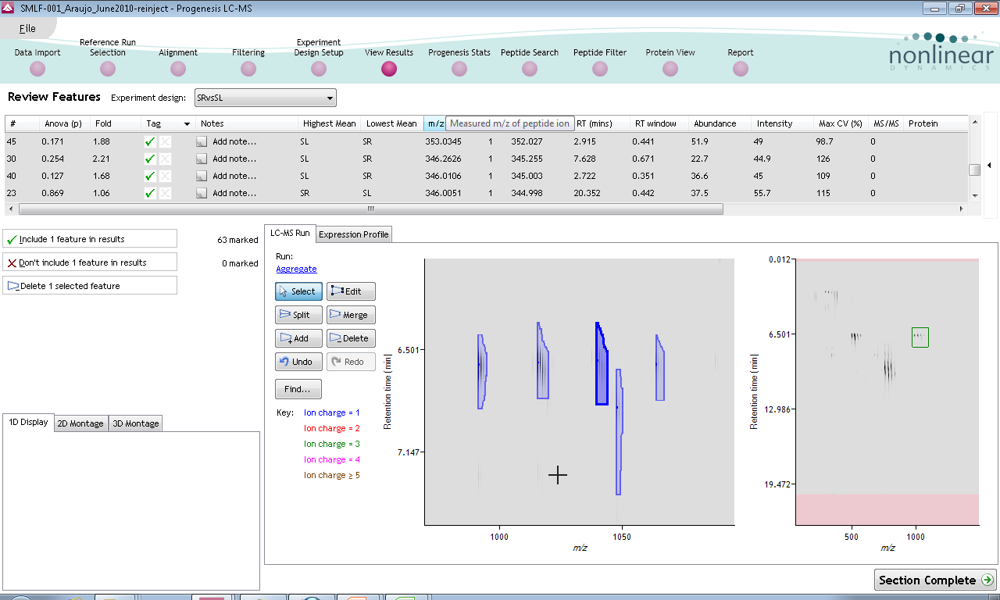 SMLF-001_Araujo_June2010-reinject - Progenesis LC-MS
File
Data Import
Reference Run Selection
Alignment
Filtering
Experiment Design Setup
View Results
Progenesis Stats
Peptide Search
Peptide Filter
Protein View
Report
nonlinear
DYNAMICS
Review Features Experiment design: SRvsSL
# Anova (p) Fold Tag Notes Highest Mean Lowest Mean m/z Measured m/z of peptide ion RT (mins) RT window Abundance Intensity Max CV (%) MS/MS Protein
45 0.171 1.88 Add note... SL SR 353.0345 1 352.027 2.915 0.441 51.9 49 98.7 0
30 0.254 2.21 Add note... SL SR 346.2626 1 345.255 7.628 0.671 22.7 44.9 126 0
40 0.127 1.68 Add note... SL SR 346.0106 1 345.003 2.722 0.351 36.6 45 109 0
23 0.869 1.06 Add note... SR SL 346.0051 1 344.998 20.352 0.442 37.5 55.7 115 0
Include 1 feature in results 63 marked
Don't include 1 feature in results 0 marked
Delete 1 selected feature
1D Display 2D Montage 3D Montage
LC-MS Run Expression Profile
Run:
Aggregate
Select Edit
Split Merge
Add Delete
Undo Redo
Find...
Key: Ion charge = 1
Ion charge = 2
Ion charge = 3
Ion charge = 4
Ion charge ≥ 5
Retention time (min)
6.501
7.147
1000 1050
m/z
Retention time (min)
0.012
6.501
12.986
19.472
500 1000
m/z
Section Complete